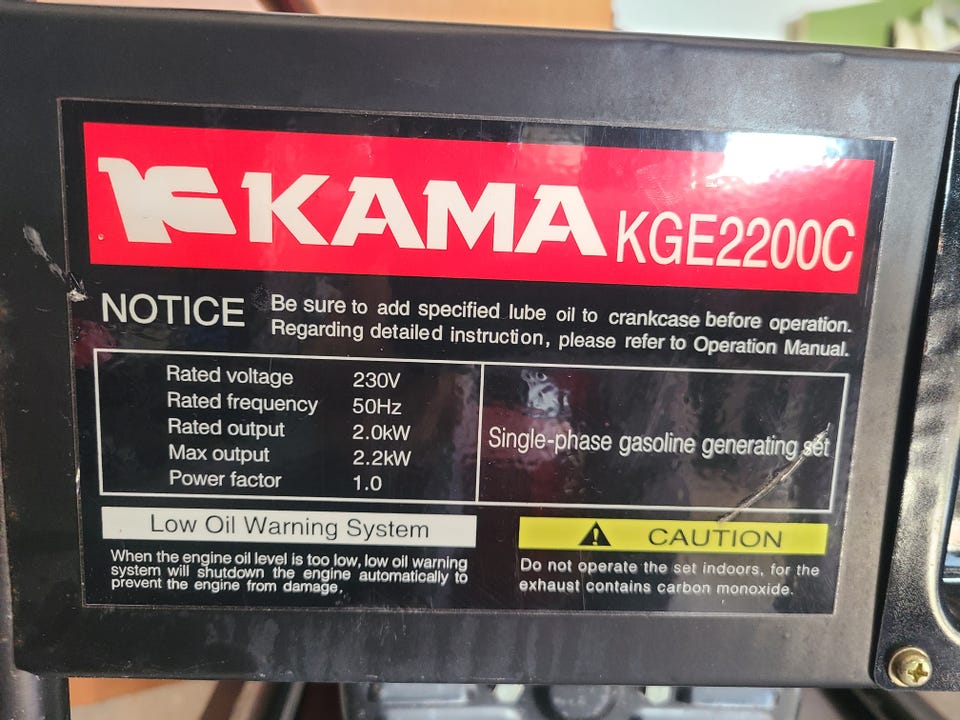 KAMA KGE2200C
NOTICE
Be sure to add specified lube oil to crankcase before operation.
Regarding detailed instruction, please refer to Operation Manual.
Rated voltage 230V
Rated frequency 50Hz
Rated output 2.0kW
Max output 2.2kW
Power factor 1.0
Single-phase gasoline generating set
Low Oil Warning System
When the engine oil level is too low, low oil warning
system will shutdown the engine automatically to
prevent the engine from damage.
CAUTION
Do not operate the set indoors, for the
exhaust contains carbon monoxide.